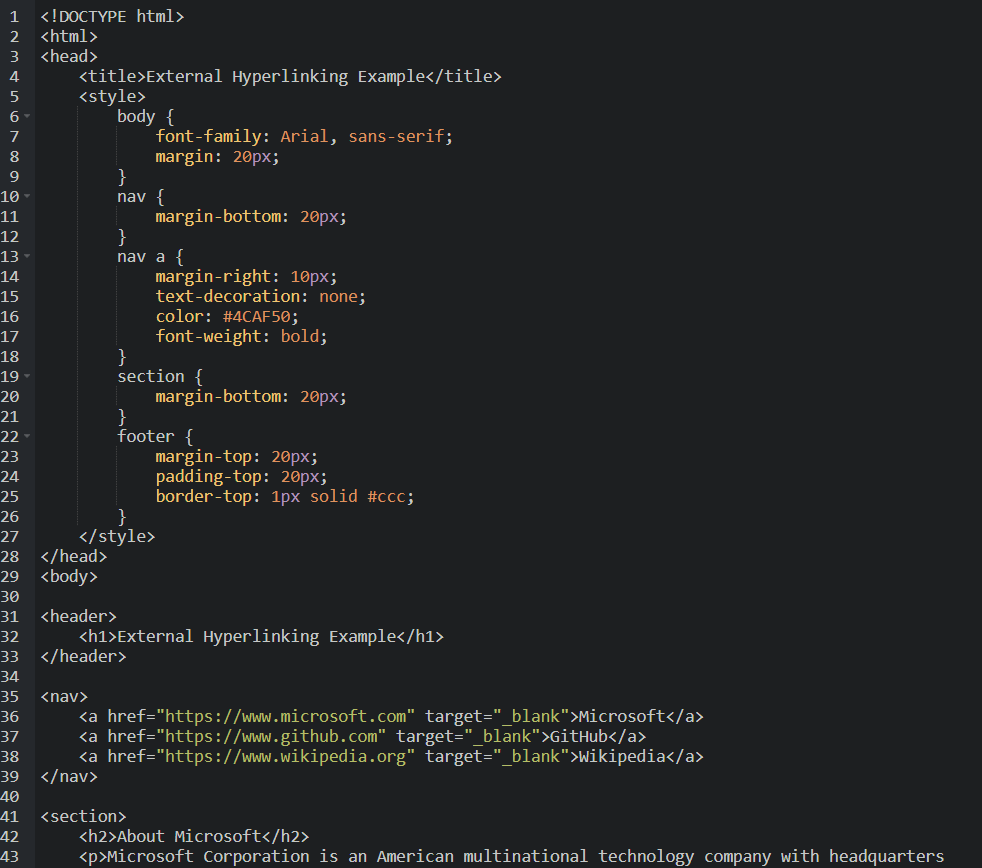 1 <!DOCTYPE html>
2 <html>
3 <head>
4     <title>External Hyperlinking Example</title>
5     <style>
6         body {
7             font-family: Arial, sans-serif;
8             margin: 20px;
9         }
10         nav {
11             margin-bottom: 20px;
12         }
13         nav a {
14             margin-right: 10px;
15             text-decoration: none;
16             color: #4CAF50;
17             font-weight: bold;
18         }
19         section {
20             margin-bottom: 20px;
21         }
22         footer {
23             margin-top: 20px;
24             padding-top: 20px;
25             border-top: 1px solid #ccc;
26         }
27     </style>
28 </head>
29 <body>
30
31 <header>
32     <h1>External Hyperlinking Example</h1>
33 </header>
34
35 <nav>
36     <a href="https://www.microsoft.com" target="_blank">Microsoft</a>
37     <a href="https://www.github.com" target="_blank">GitHub</a>
38     <a href="https://www.wikipedia.org" target="_blank">Wikipedia</a>
39 </nav>
40
41 <section>
42     <h2>About Microsoft</h2>
43     <p>Microsoft Corporation is an American multinational technology company with headquarters